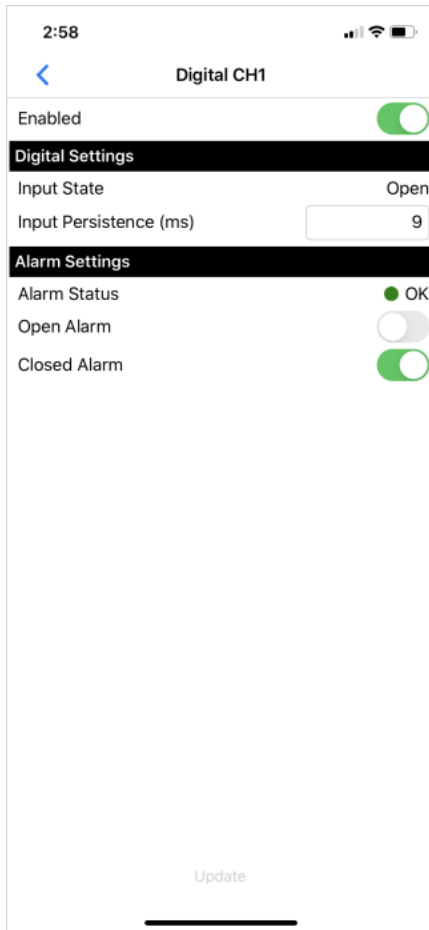 2:58
Digital CH1
Enabled
Digital Settings
Input State Open
Input Persistence (ms) 9
Alarm Settings
Alarm Status OK
Open Alarm
Closed Alarm
Update